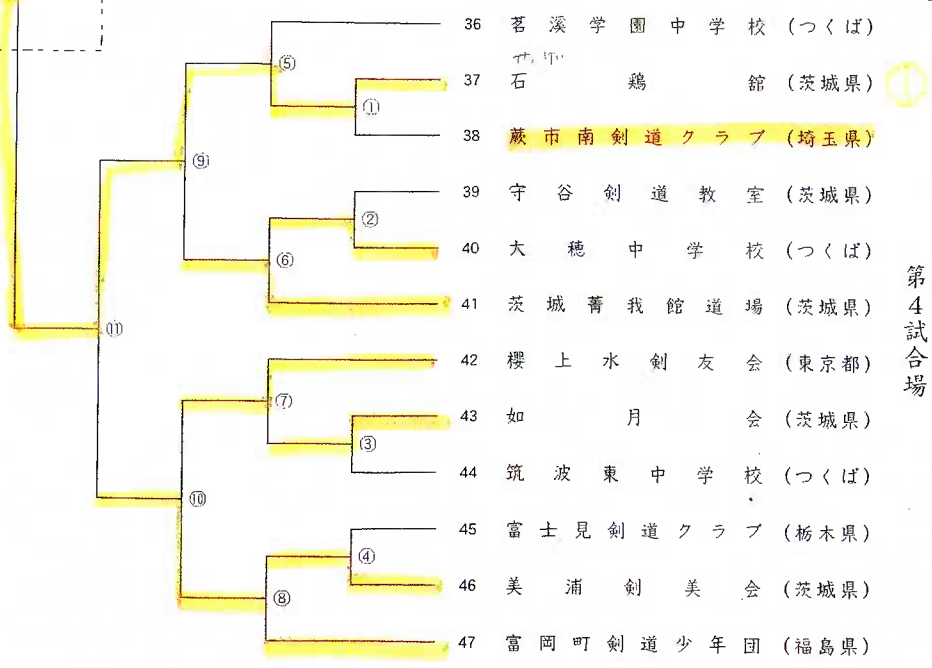 36 茗溪学園中学校 (つくば)
⑤
37 石鶏館 (茨城県) ①
①
38 蕨市南剣道クラブ (埼玉県)
⑨
39 守谷剣道教室 (茨城県)
②
40 大穂中学校 (つくば)
⑥
41 茨城菁我館道場 (茨城県)
第4試合場
⑪
42 櫻上水剣友会 (東京都)
⑦
43 如月会 (茨城県)
③
44 筑波東中学校 (つくば)
⑩
45 富士見剣道クラブ (栃木県)
④
46 美浦剣美会 (茨城県)
⑧
47 富岡町剣道少年団 (福島県)